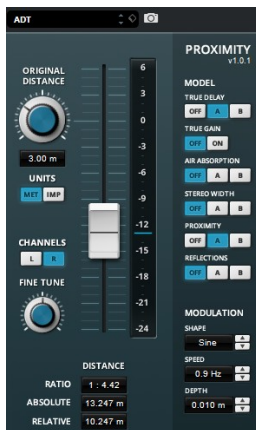 ADT
PROXIMITY
v1.0.1
ORIGINAL
DISTANCE
3.00 m
UNITS
MET IMP
CHANNELS
L R
FINE TUNE
6
3
0
-3
-6
-9
-12
-15
-18
-21
-24
DISTANCE
RATIO 1 : 4.42
ABSOLUTE 13.247 m
RELATIVE 10.247 m
MODEL
TRUE DELAY
OFF A B
TRUE GAIN
OFF ON
AIR ABSORPTION
OFF A B
STEREO WIDTH
OFF A B
PROXIMITY
OFF A B
REFLECTIONS
OFF A B
MODULATION
SHAPE
Sine
SPEED
0.9 Hz
DEPTH
0.010 m